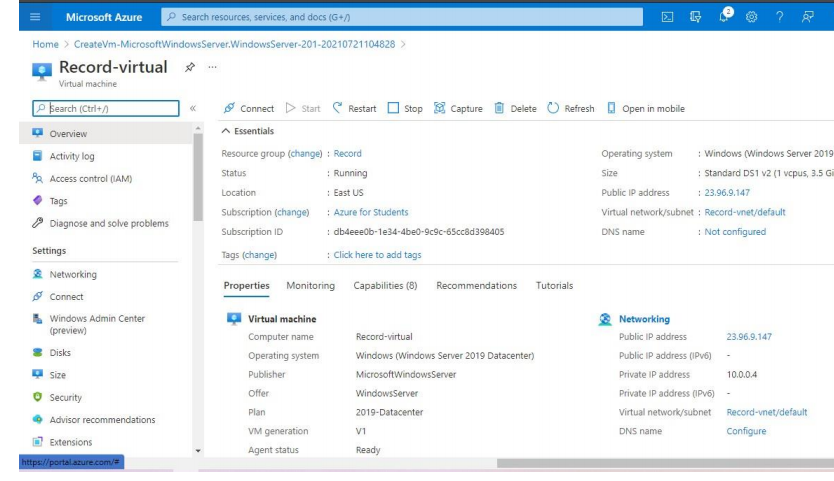 Microsoft Azure
Search resources, services, and docs (G+/)
2
Home > CreateVm-MicrosoftWindowsServer.WindowsServer-201-20210721104828 >
Record-virtual
Virtual machine
Search (Ctrl+/)
Connect Start Restart Stop Capture Delete Refresh Open in mobile
Overview
Activity log
Access control (IAM)
Tags
Diagnose and solve problems
Settings
Networking
Connect
Windows Admin Center
(preview)
Disks
Size
Security
Advisor recommendations
Extensions
Essentials
Resource group (change) : Record
Status : Running
Location : East US
Subscription (change) : Azure for Students
Subscription ID : db4eee0b-1e34-4be0-9c9c-65cc8d398405
Tags (change) : Click here to add tags
Operating system : Windows (Windows Server 2019
Size : Standard DS1 v2 (1 vcpus, 3.5 Gi
Public IP address : 23.96.9.147
Virtual network/subnet : Record-vnet/default
DNS name : Not configured
Properties Monitoring Capabilities (8) Recommendations Tutorials
Virtual machine
Computer name Record-virtual
Operating system Windows (Windows Server 2019 Datacenter)
Publisher MicrosoftWindowsServer
Offer WindowsServer
Plan 2019-Datacenter
VM generation V1
Agent status Ready
Networking
Public IP address 23.96.9.147
Public IP address (IPv6) -
Private IP address 10.0.0.4
Private IP address (IPv6) -
Virtual network/subnet Record-vnet/default
DNS name Configure
https://portal.azure.com/#